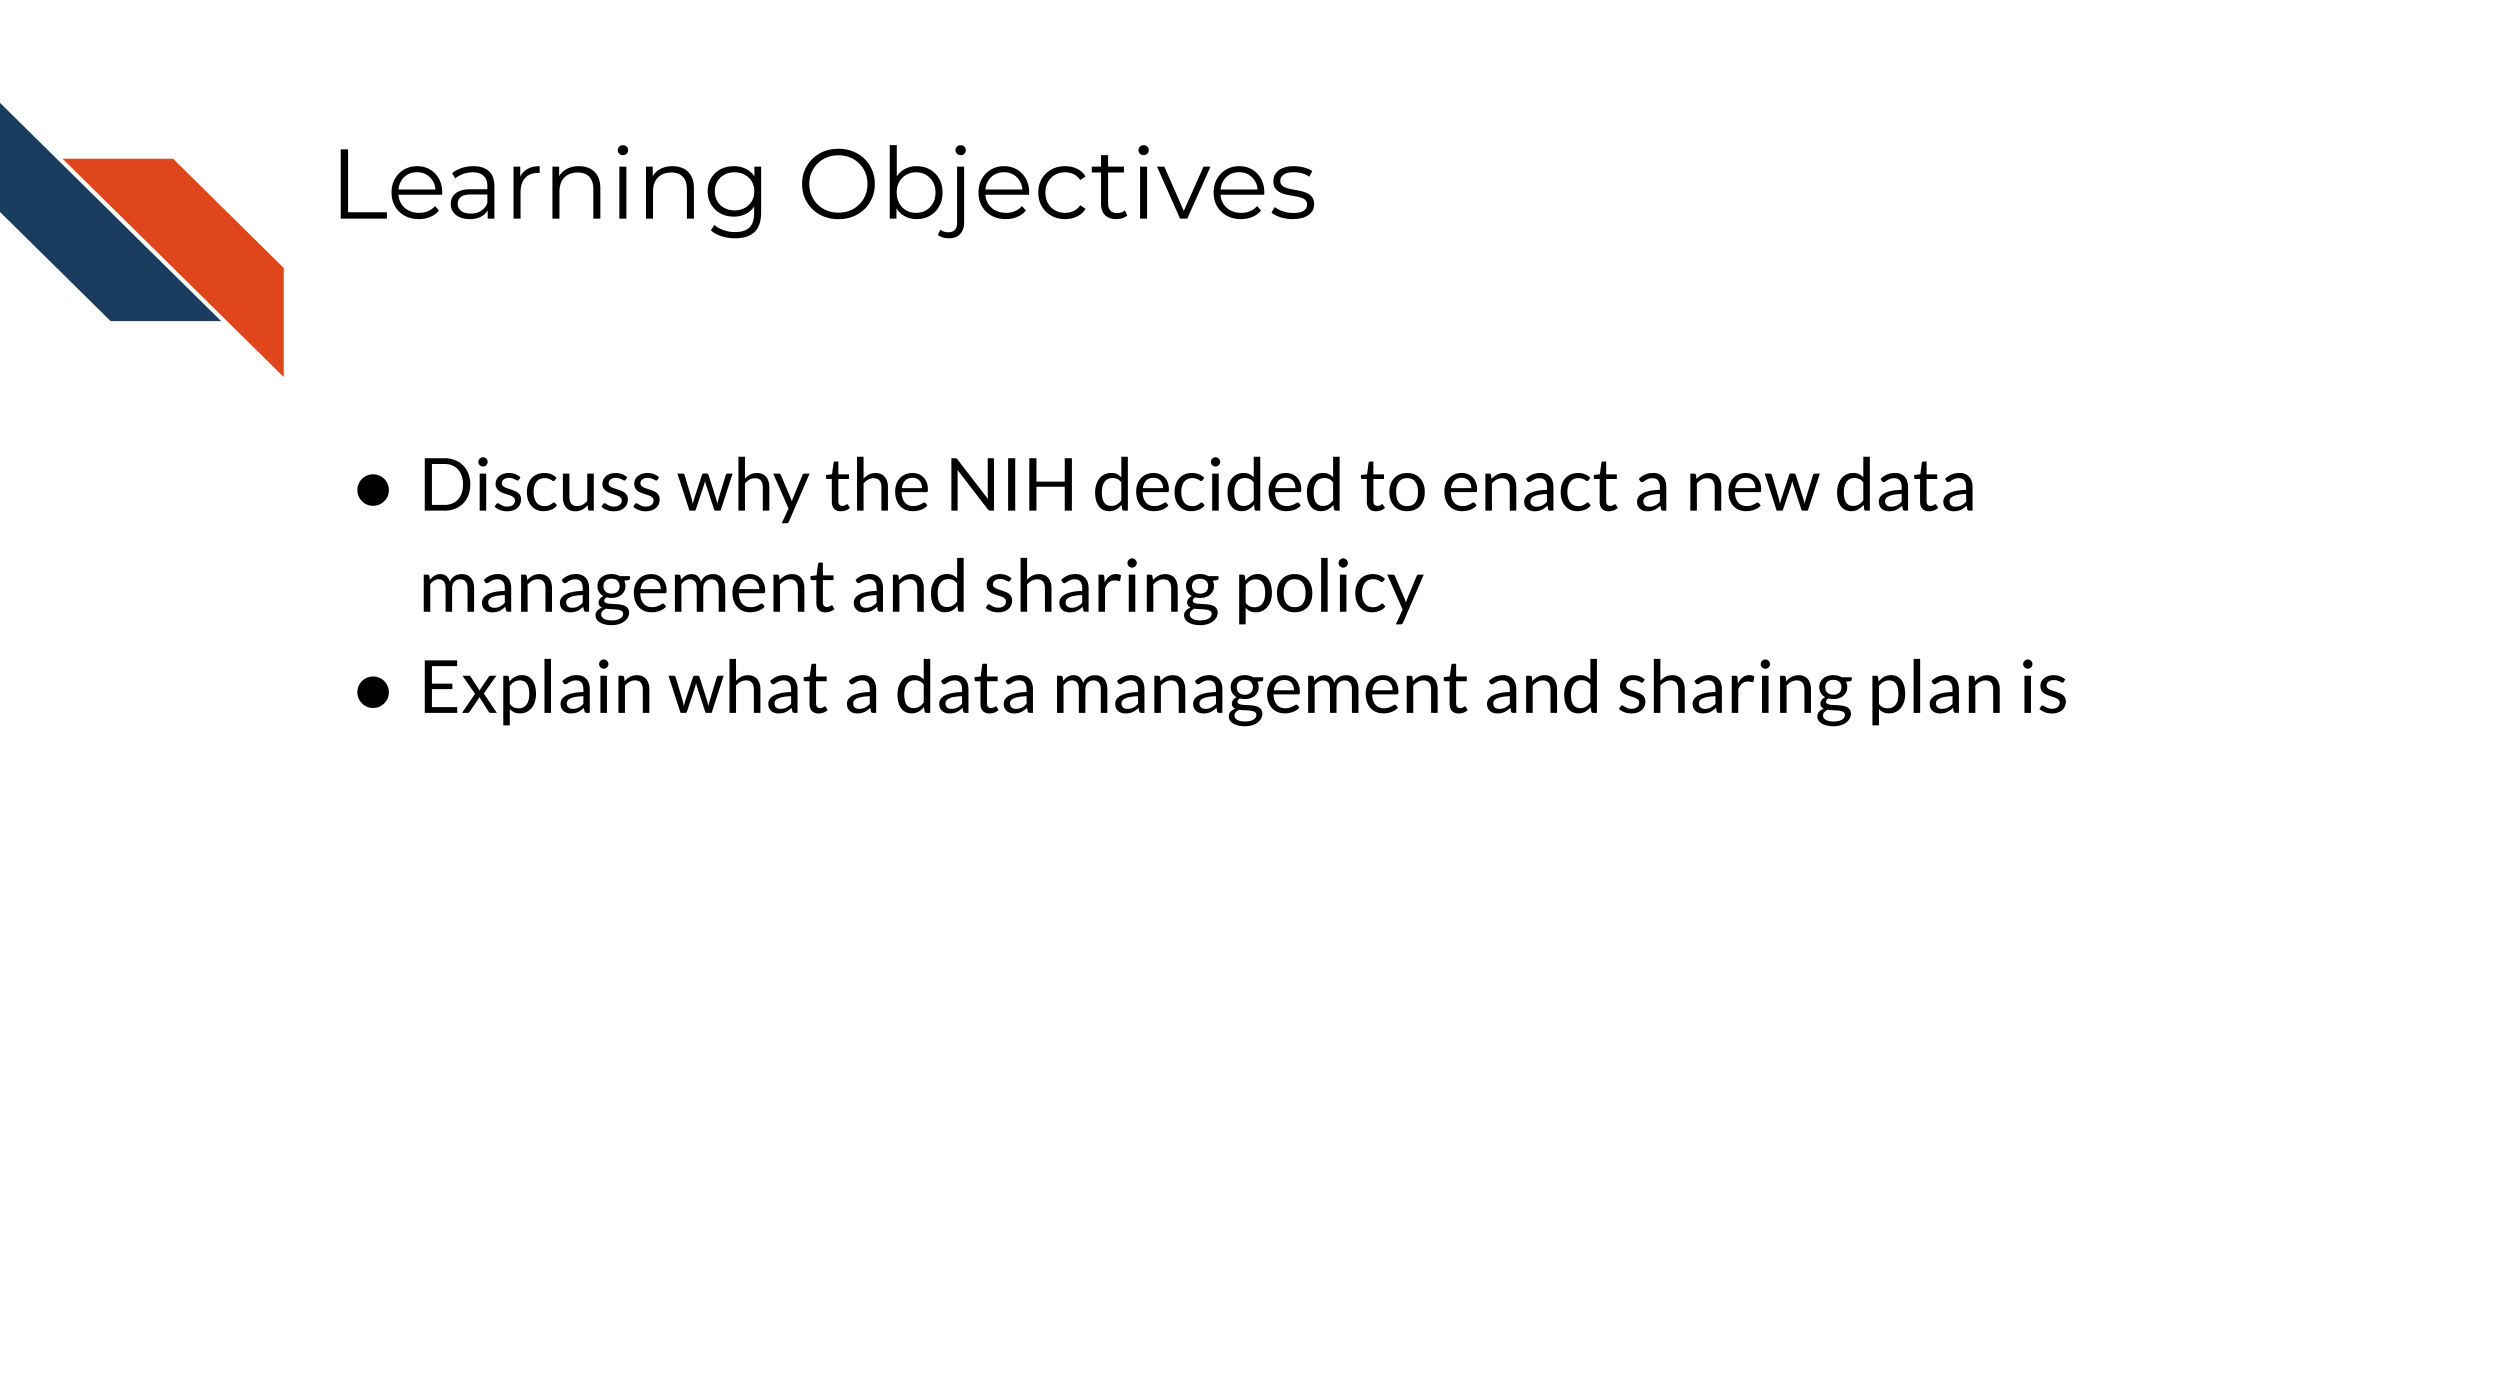 Learning Objectives
● Discuss why the NIH decided to enact a new data
management and sharing policy
● Explain what a data management and sharing plan is